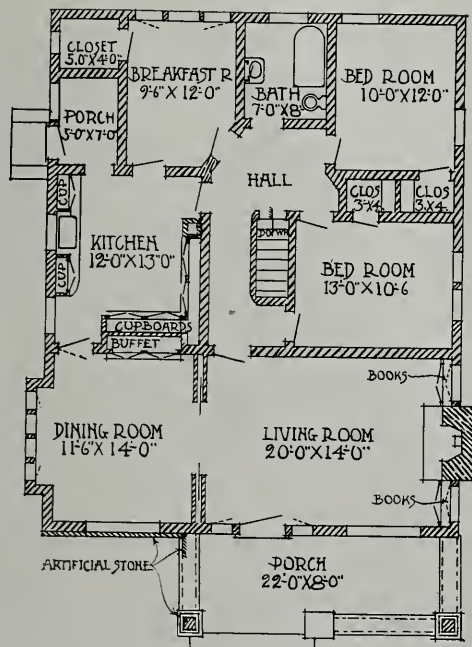 CLOSET
5'.0"X4'-0"
BREAKFAST R
9'-6"X 12'-0"
BATH
7'-0"X8'
BED ROOM
10'-0"X12'-0"
PORCH
5'-0"X7'-0"
HALL
CLOS
3'-X4.
CLOS
3'.X4.
CUP
KITCHEN
12'-0"X13'0"
CUP
DOWN
BED ROOM
13'-0"X10-6
CUPBOARDS
BUFFET
BOOKS
DINING ROOM
11'-6"X 14'-0"
LIVING ROOM
20'-0"X14'-0"
BOOKS
ARTIFICIAL STONE
PORCH
22'-0"X8'-0"